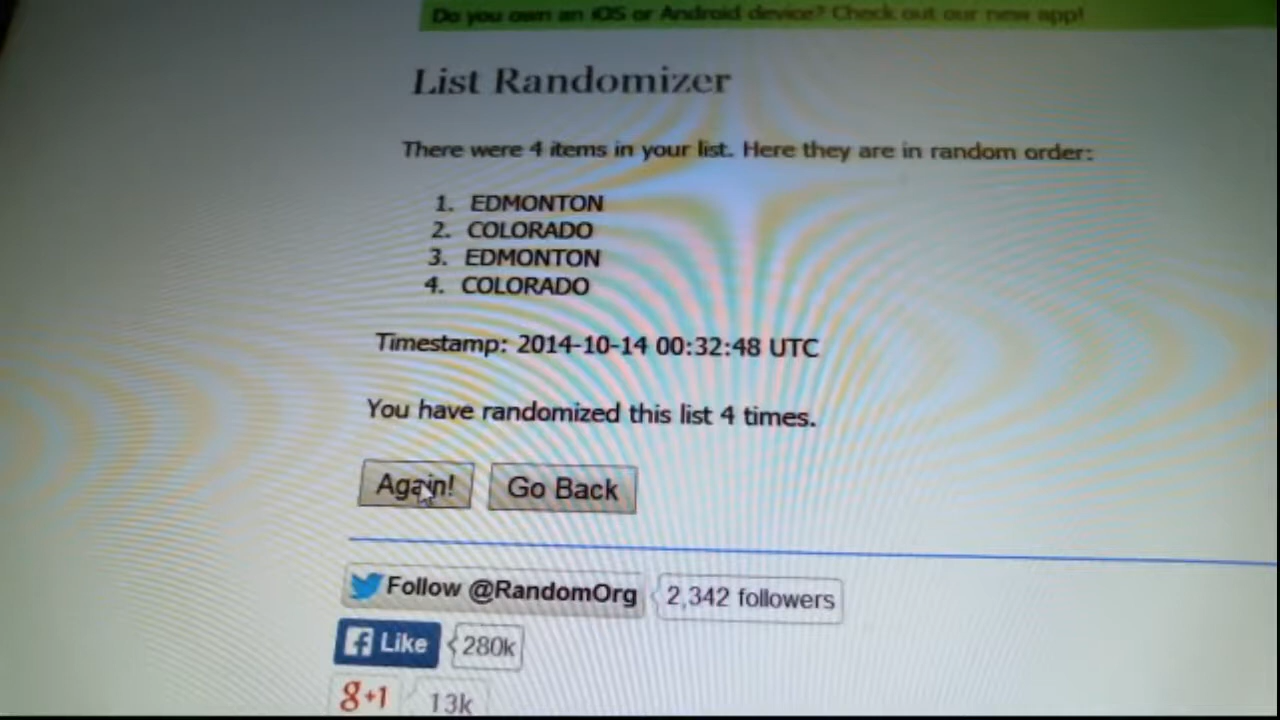 Do you own an iOS or Android device? Check out our new app!
List Randomizer
There were 4 items in your list. Here they are in random order:
1. EDMONTON
2. COLORADO
3. EDMONTON
4. COLORADO
Timestamp: 2014-10-14 00:32:48 UTC
You have randomized this list 4 times.
Again! Go Back
Follow @RandomOrg 2,342 followers
f Like 280k
g+1 13k